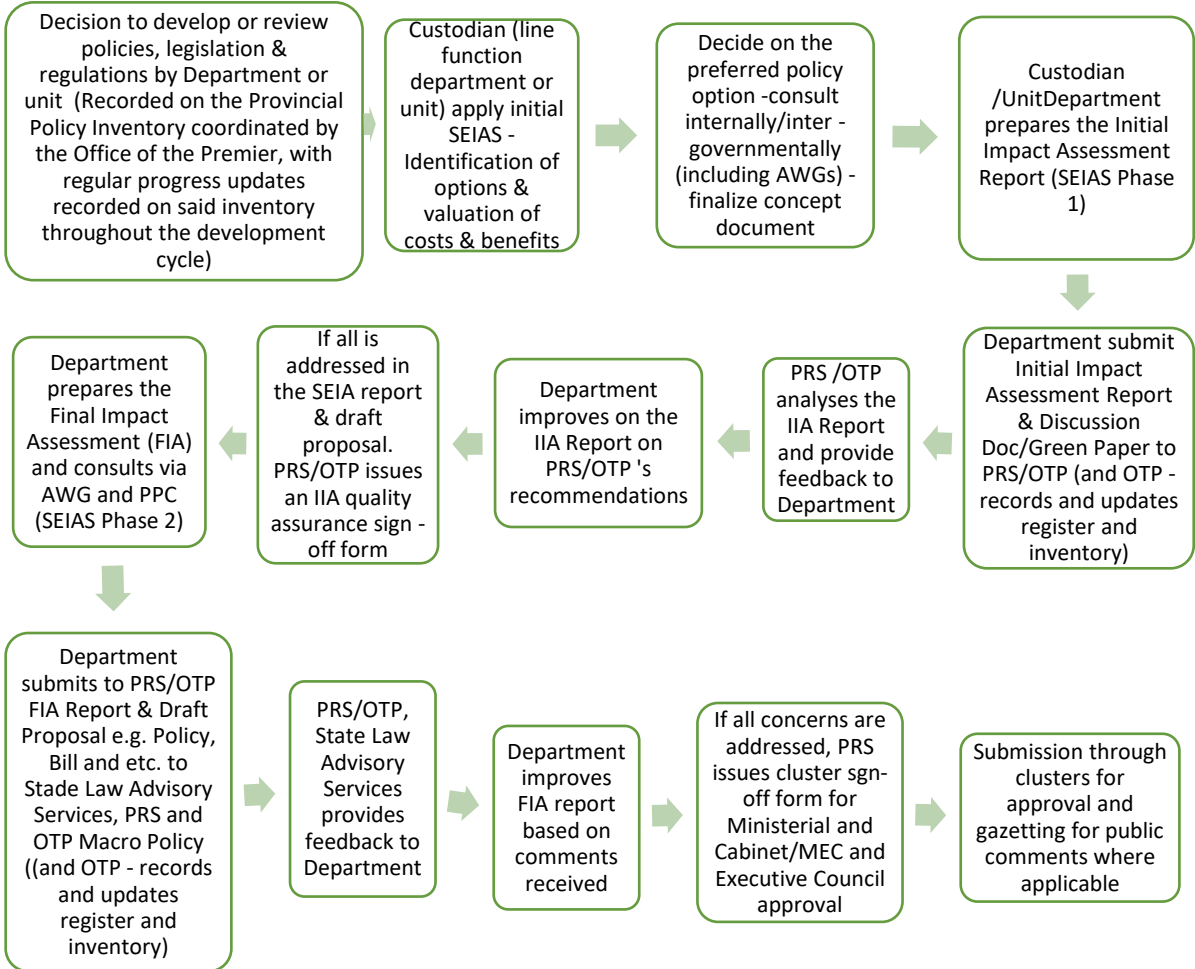 Decision to develop or review
policies, legislation &
regulations by Department or
unit (Recorded on the Provincial
Policy Inventory coordinated by
the Office of the Premier, with
regular progress updates
recorded on said inventory
throughout the development
cycle)
Custodian (line
function
department or
unit) apply initial
SEIAS -
Identification of
options &
valuation of
costs & benefits
Decide on the
preferred policy
option -consult
internally/inter -
governmentally
(including AWGs) -
finalize concept
document
Custodian
/UnitDepartment
prepares the Initial
Impact Assessment
Report (SEIAS Phase
1)
Department submit
Initial Impact
Assessment Report
& Discussion
Doc/Green Paper to
PRS/OTP (and OTP -
records and updates
register and
inventory)
PRS /OTP
analyses the
IIA Report
and provide
feedback to
Department
Department
improves on the
IIA Report on
PRS/OTP 's
recommendations
If all is
addressed in
the SEIA report
& draft
proposal.
PRS/OTP issues
an IIA quality
assurance sign -
off form
Department
prepares the
Final Impact
Assessment (FIA)
and consults via
AWG and PPC
(SEIAS Phase 2)
Department
submits to PRS/OTP
FIA Report & Draft
Proposal e.g. Policy,
Bill and etc. to
Stade Law Advisory
Services, PRS and
OTP Macro Policy
((and OTP - records
and updates
register and
inventory)
PRS/OTP,
State Law
Advisory
Services
provides
feedback to
Department
Department
improves
FIA report
based on
comments
received
If all concerns are
addressed, PRS
issues cluster sgn-
off form for
Ministerial and
Cabinet/MEC and
Executive Council
approval
Submission through
clusters for
approval and
gazetting for public
comments where
applicable